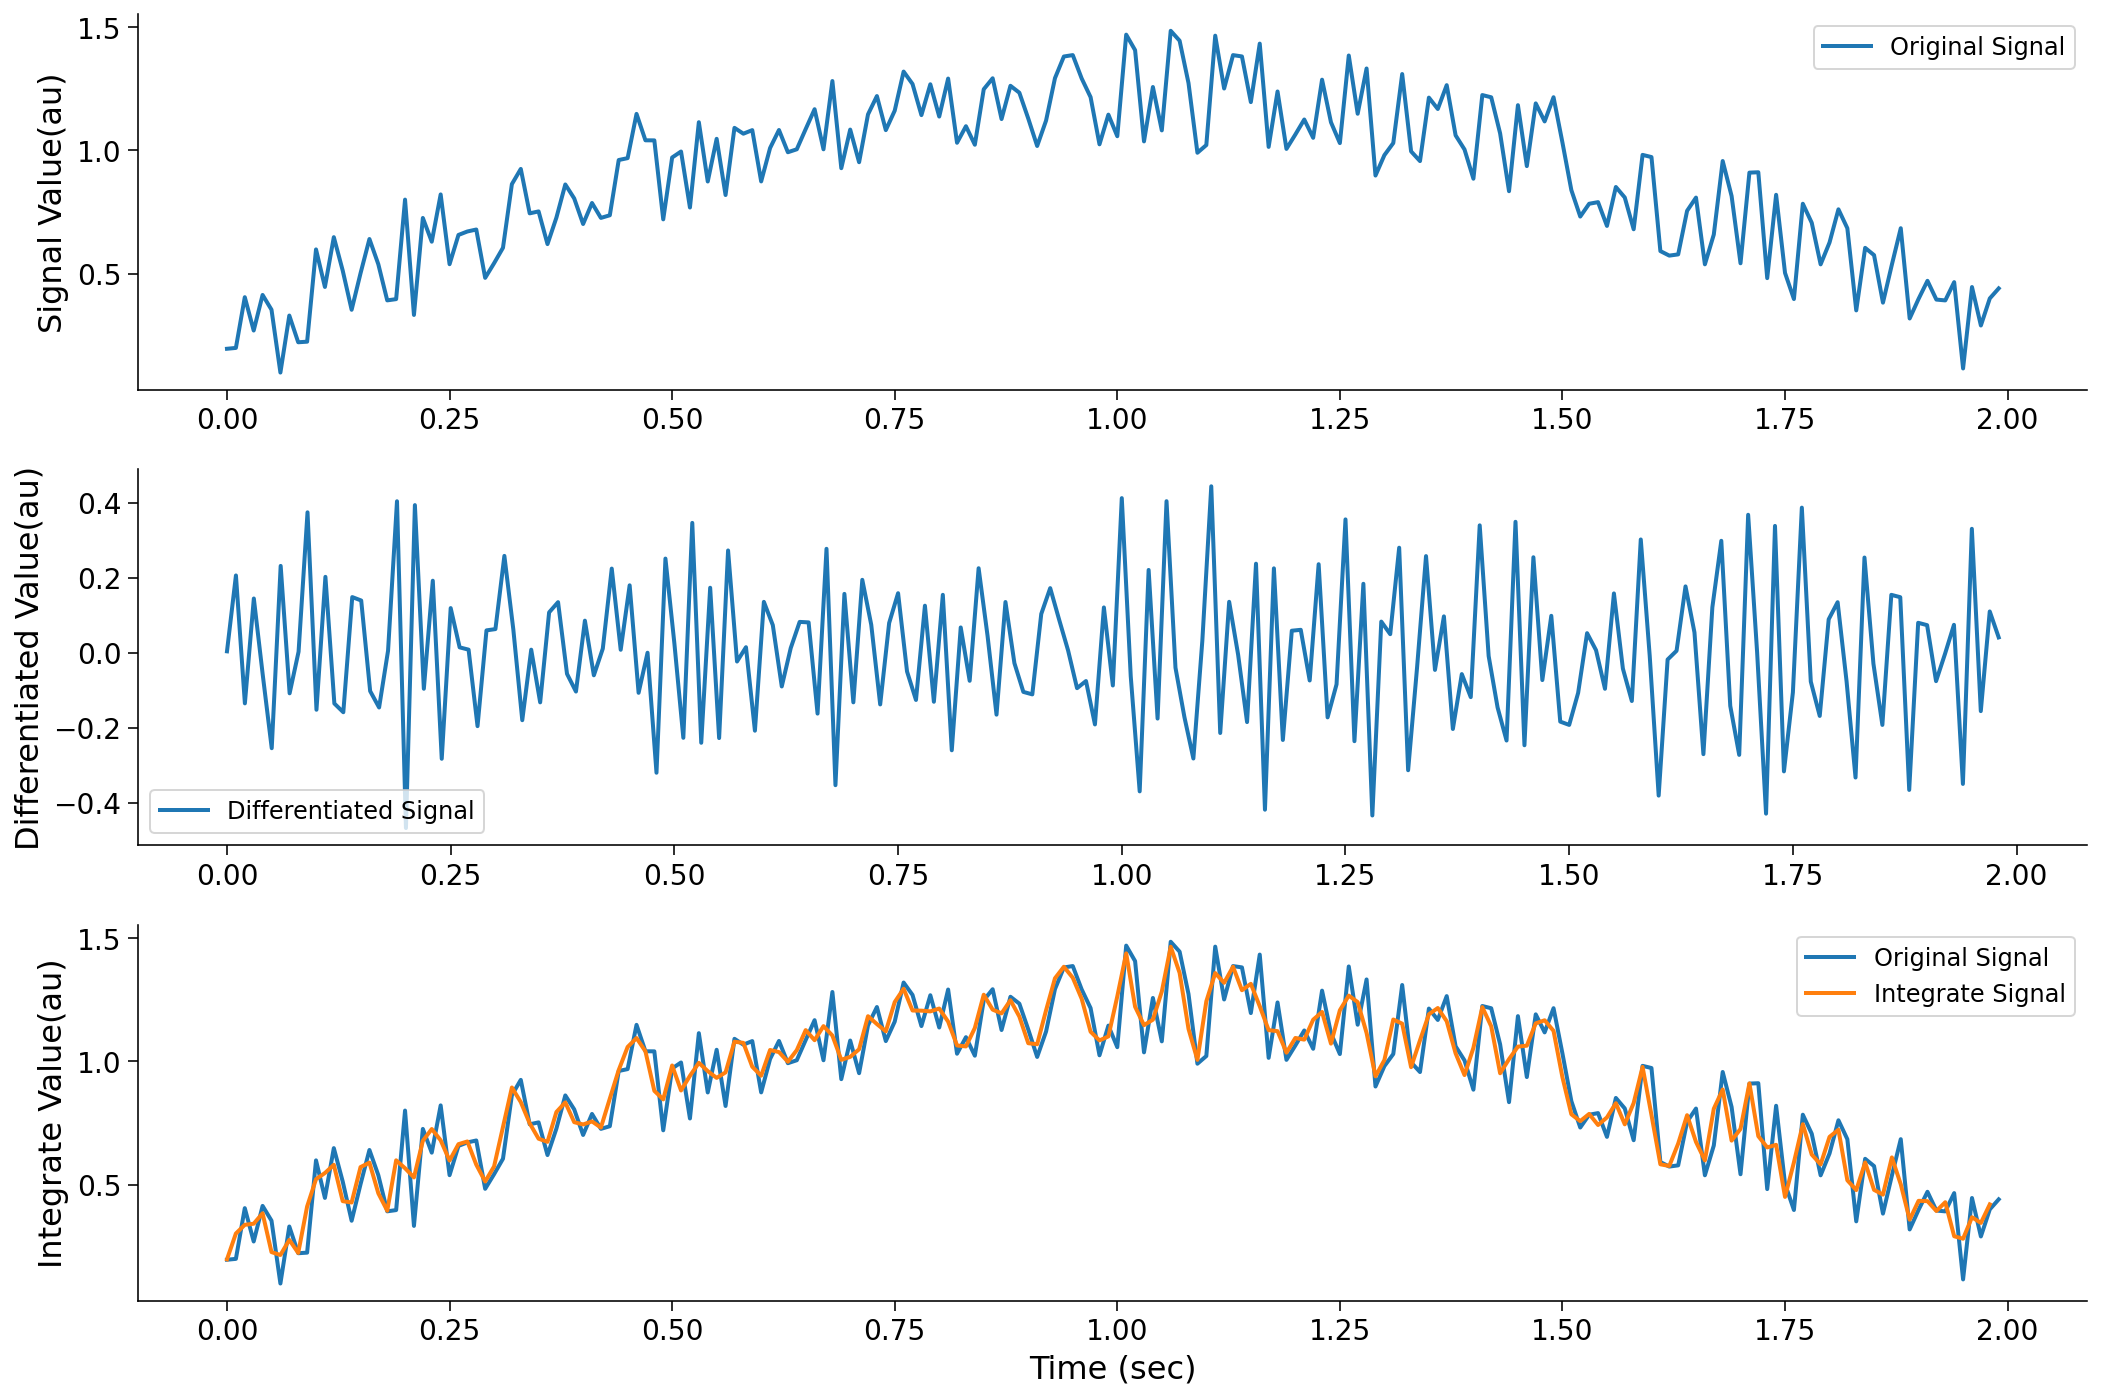 Signal Value(au)
1.5
1.0
0.5
Original Signal
0.00 0.25 0.50 0.75 1.00 1.25 1.50 1.75 2.00
Differentiated Value(au)
0.4
0.2
0.0
−0.2
−0.4
Differentiated Signal
0.00 0.25 0.50 0.75 1.00 1.25 1.50 1.75 2.00
Integrate Value(au)
1.5
1.0
0.5
Original Signal
Integrate Signal
0.00 0.25 0.50 0.75 1.00 1.25 1.50 1.75 2.00
Time (sec)